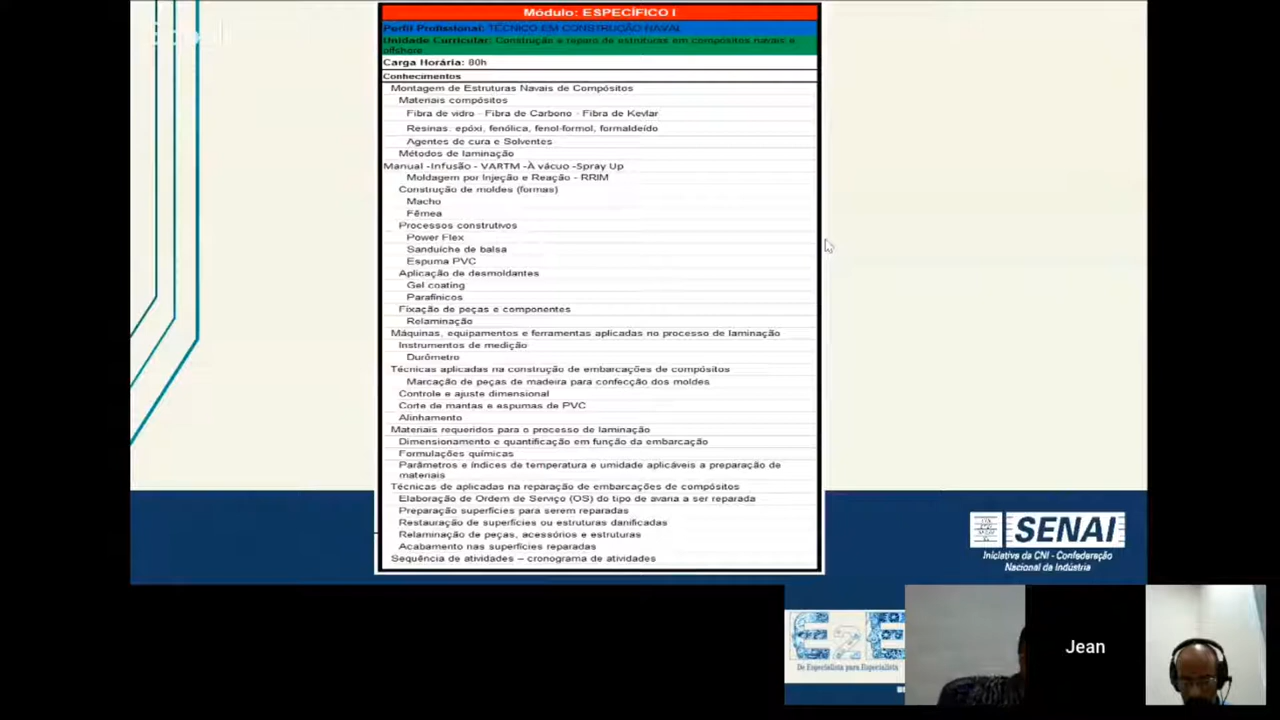 Módulo: ESPECÍFICO I
Perfil Profissional: TÉCNICO EM CONSTRUÇÃO NAVAL
Unidade Curricular: Construção e reparo de estruturas em compósitos navais e
offshore
Carga Horária: 80h
Conhecimentos
Montagem de Estruturas Navais de Compósitos
Materiais compósitos
Fibra de vidro - Fibra de Carbono - Fibra de Kevlar
Resinas: epóxi, fenólica, fenol-formol, formaldeído
Agentes de cura e Solventes
Métodos de laminação
Manual -Infusão - VARTM -À vácuo -Spray Up
Moldagem por Injeção e Reação - RRIM
Construção de moldes (formas)
Macho
Fêmea
Processos construtivos
Power Flex
Sanduíche de balsa
Espuma PVC
Aplicação de desmoldantes
Gel coating
Parafínicos
Fixação de peças e componentes
Relaminação
Máquinas, equipamentos e ferramentas aplicadas no processo de laminação
Instrumentos de medição
Durômetro
Técnicas aplicadas na construção de embarcações de compósitos
Marcação de peças de madeira para confecção dos moldes
Controle e ajuste dimensional
Corte de mantas e espumas de PVC
Alinhamento
Materiais requeridos para o processo de laminação
Dimensionamento e quantificação em função da embarcação
Formulações químicas
Parâmetros e índices de temperatura e umidade aplicáveis a preparação de
materiais
Técnicas de aplicadas na reparação de embarcações de compósitos
Elaboração de Ordem de Serviço (OS) do tipo de avaria a ser reparada
Preparação superfícies para serem reparadas
Restauração de superfícies ou estruturas danificadas
Relaminação de peças, acessórios e estruturas
Acabamento nas superfícies reparadas
Sequência de atividades – cronograma de atividades
SENAI
Iniciativa da CNI - Confederação
Nacional da Indústria
E2E
De Especialista para Especialista
Jean